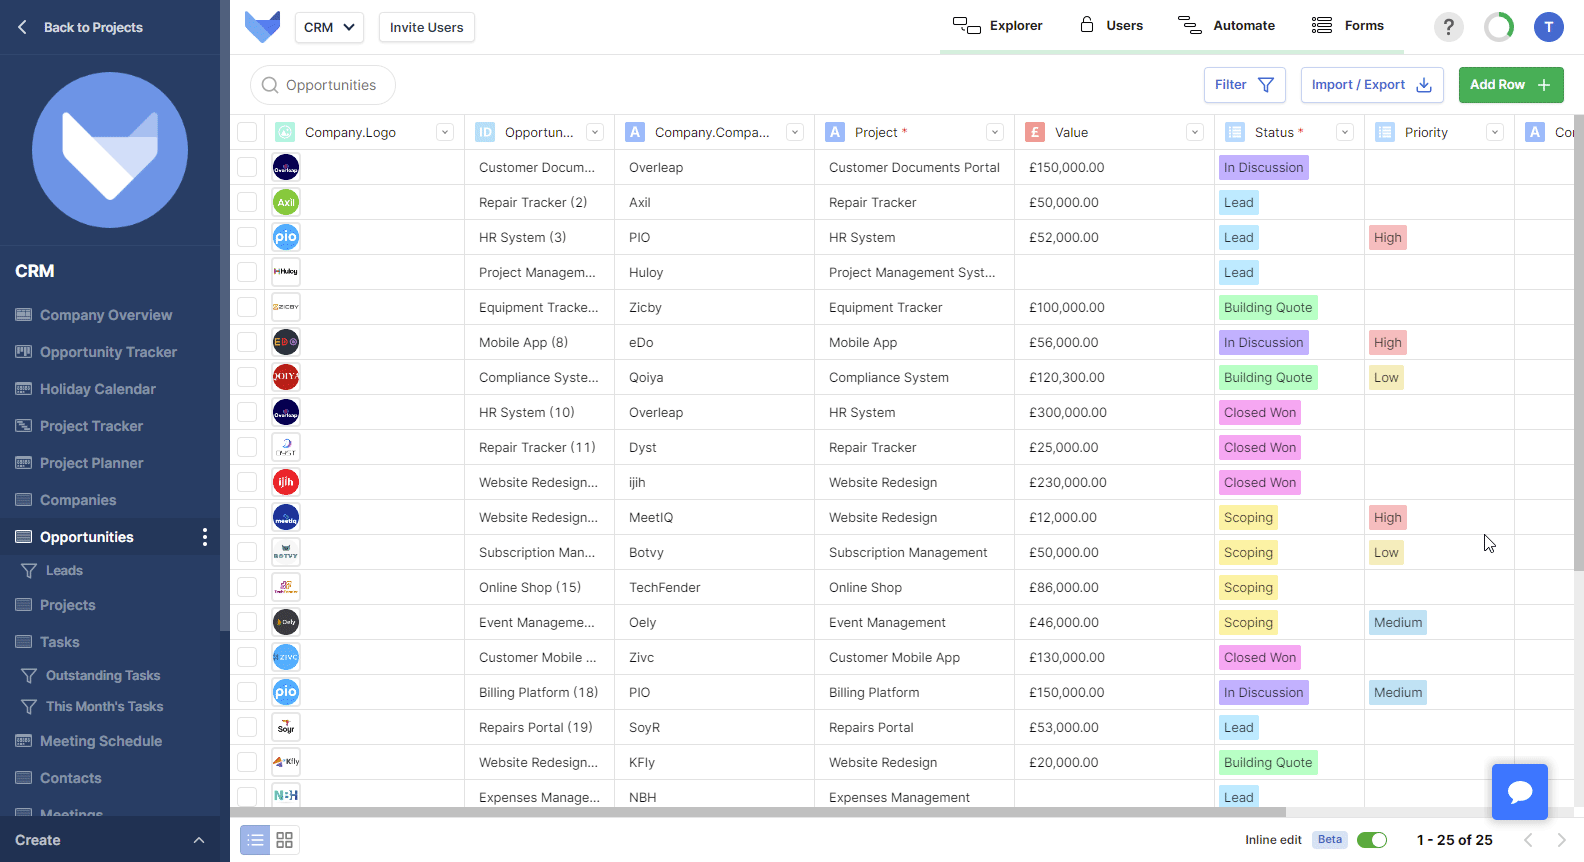 Back to Projects
CRM
Invite Users
Explorer
Users
Automate
Forms
?
T
Opportunities
Filter
Import / Export
Add Row
Company.Logo
ID Opportun...
A Company.Compa...
A Project *
£ Value
Status *
Priority
A Co
Overleap Customer Docum... Overleap Customer Documents Portal £150,000.00 In Discussion
Axil Repair Tracker (2) Axil Repair Tracker £50,000.00 Lead
pio HR System (3) PIO HR System £52,000.00 Lead High
Huloy Project Managem... Huloy Project Management Syst... Lead
ZICBY Equipment Tracke... Zicby Equipment Tracker £100,000.00 Building Quote
EDO Mobile App (8) eDo Mobile App £56,000.00 In Discussion High
QOIYA Compliance Syste... Qoiya Compliance System £120,300.00 Building Quote Low
Overleap HR System (10) Overleap HR System £300,000.00 Closed Won
DYST Repair Tracker (11) Dyst Repair Tracker £25,000.00 Closed Won
ijih Website Redesign... ijih Website Redesign £230,000.00 Closed Won
meetiq Website Redesign... MeetIQ Website Redesign £12,000.00 Scoping High
BOTVY Subscription Man... Botvy Subscription Management £50,000.00 Scoping Low
TechFender Online Shop (15) TechFender Online Shop £86,000.00 Scoping
Oely Event Manageme... Oely Event Management £46,000.00 Scoping Medium
ZIVC Customer Mobile ... Zivc Customer Mobile App £130,000.00 Closed Won
pio Billing Platform (18) PIO Billing Platform £150,000.00 In Discussion Medium
Soyr Repairs Portal (19) SoyR Repairs Portal £53,000.00 Lead
Kfly Website Redesign... KFly Website Redesign £20,000.00 Building Quote
NBH Expenses Manage... NBH Expenses Management Lead
CRM
Company Overview
Opportunity Tracker
Holiday Calendar
Project Tracker
Project Planner
Companies
Opportunities
Leads
Projects
Tasks
Outstanding Tasks
This Month's Tasks
Meeting Schedule
Contacts
Meetings
Create
Inline edit Beta
1 - 25 of 25